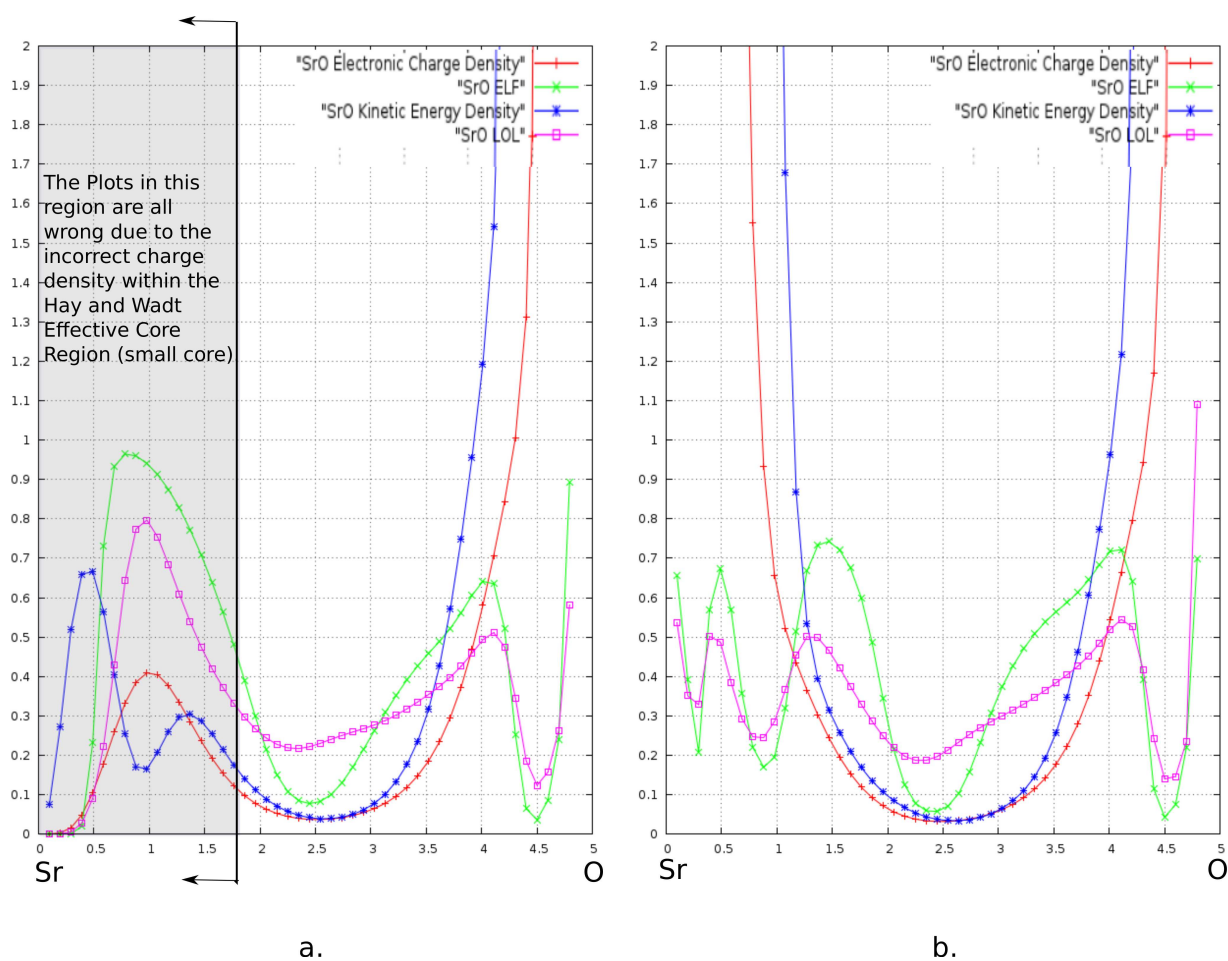 2
1.9
1.8
1.7
1.6
1.5
1.4
1.3
1.2
1.1
1
0.9
0.8
0.7
0.6
0.5
0.4
0.3
0.2
0.1
0
"SrO Electronic Charge Density"
"SrO ELF"
"SrO Kinetic Energy Density"
"SrO LOL"
The Plots in this
region are all
wrong due to the
incorrect charge
density within the
Hay and Wadt
Effective Core
Region (small core)
0 0.5 1 1.5 2 2.5 3 3.5 4 4.5 5
Sr O
a.
2
1.9
1.8
1.7
1.6
1.5
1.4
1.3
1.2
1.1
1
0.9
0.8
0.7
0.6
0.5
0.4
0.3
0.2
0.1
0
"SrO Electronic Charge Density"
"SrO ELF"
"SrO Kinetic Energy Density"
"SrO LOL"
0 0.5 1 1.5 2 2.5 3 3.5 4 4.5 5
Sr O
b.